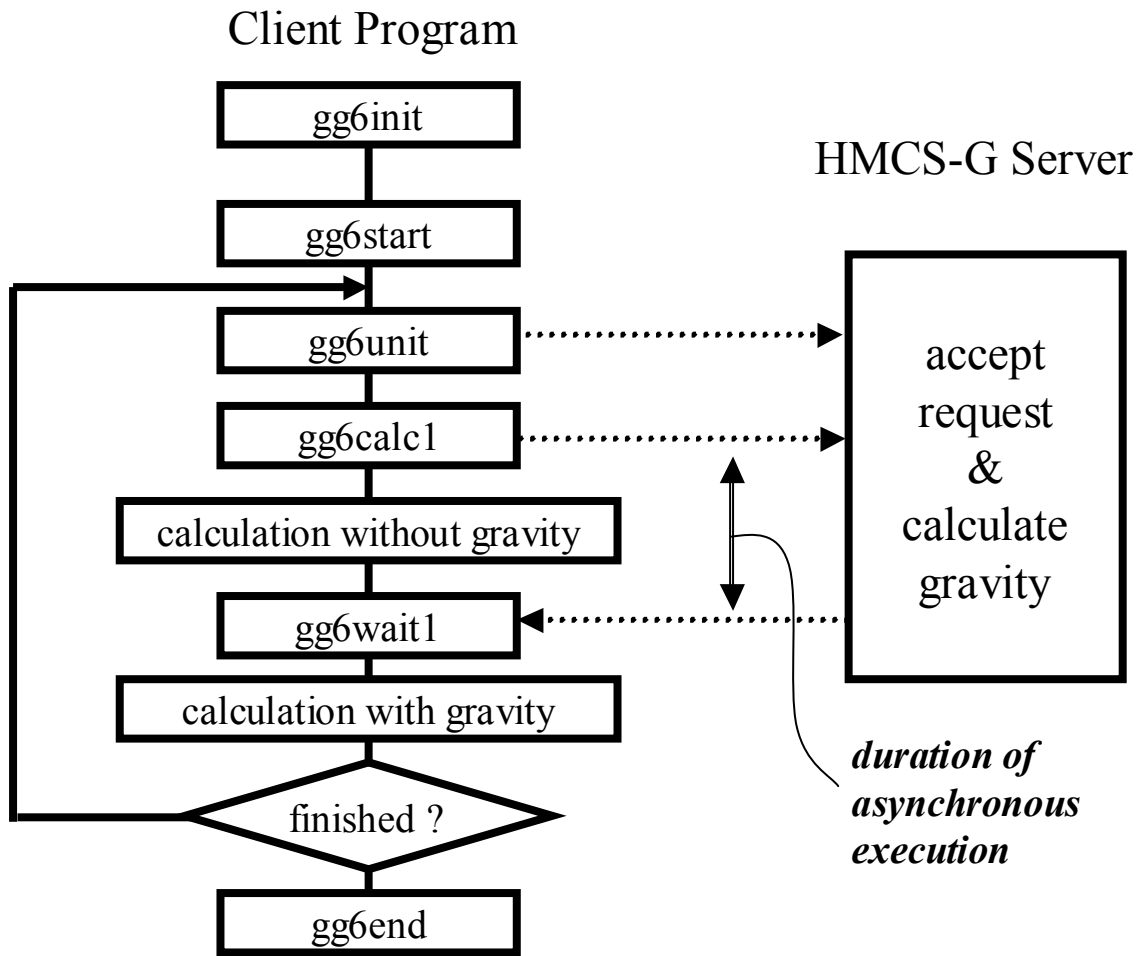 Client Program
gg6init
gg6start
gg6unit
gg6calc1
calculation without gravity
gg6wait1
calculation with gravity
finished ?
gg6end
HMCS-G Server
accept
request
&
calculate
gravity
duration of
asynchronous
execution